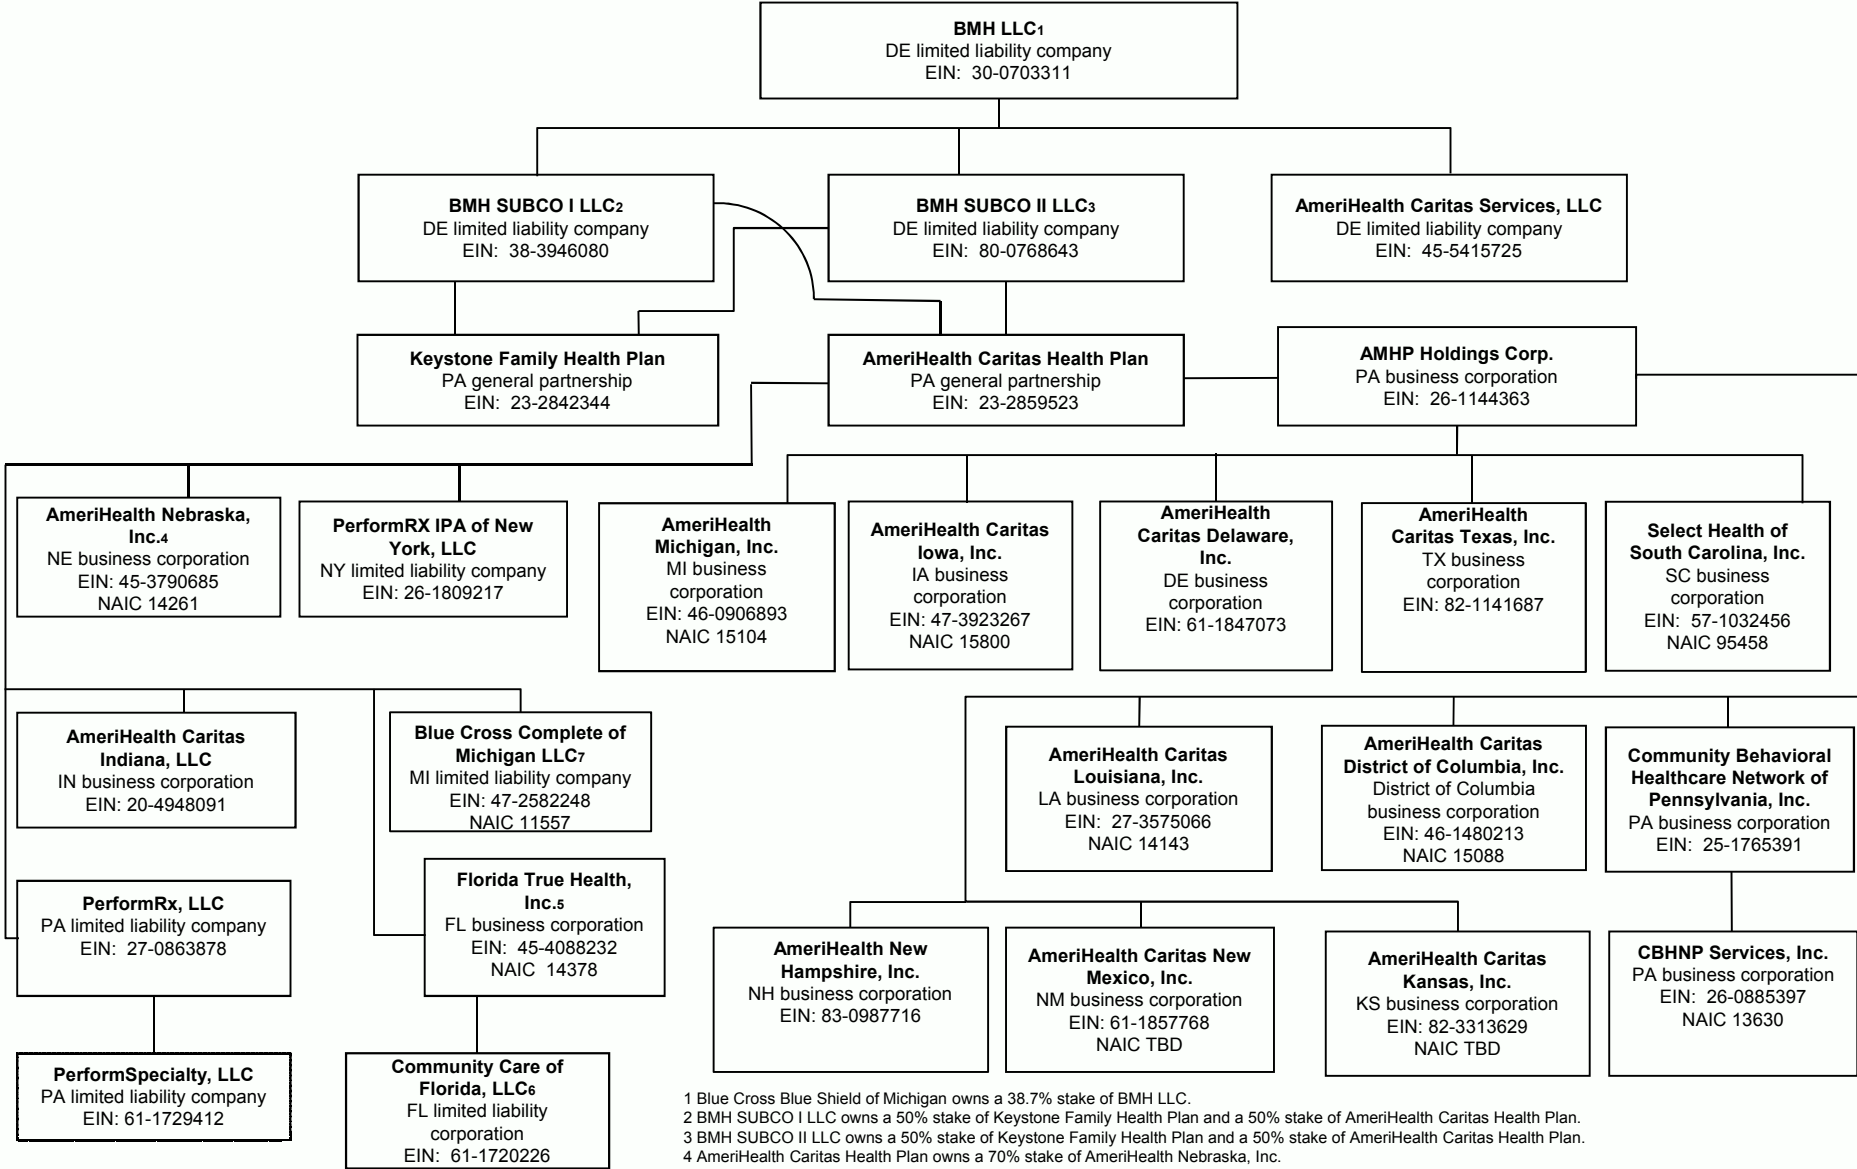 BMH LLC1
DE limited liability company
EIN: 30-0703311
BMH SUBCO I LLC2
DE limited liability company
EIN: 38-3946080
BMH SUBCO II LLC3
DE limited liability company
EIN: 80-0768643
AmeriHealth Caritas Services, LLC
DE limited liability company
EIN: 45-5415725
Keystone Family Health Plan
PA general partnership
EIN: 23-2842344
AmeriHealth Caritas Health Plan
PA general partnership
EIN: 23-2859523
AMHP Holdings Corp.
PA business corporation
EIN: 26-1144363
AmeriHealth Nebraska,
Inc.4
NE business corporation
EIN: 45-3790685
NAIC 14261
PerformRX IPA of New
York, LLC
NY limited liability company
EIN: 26-1809217
AmeriHealth
Michigan, Inc.
MI business
corporation
EIN: 46-0906893
NAIC 15104
AmeriHealth Caritas
Iowa, Inc.
IA business
corporation
EIN: 47-3923267
NAIC 15800
AmeriHealth
Caritas Delaware,
Inc.
DE business
corporation
EIN: 61-1847073
AmeriHealth
Caritas Texas, Inc.
TX business
corporation
EIN: 82-1141687
Select Health of
South Carolina, Inc.
SC business
corporation
EIN: 57-1032456
NAIC 95458
AmeriHealth Caritas
Indiana, LLC
IN business corporation
EIN: 20-4948091
Blue Cross Complete of
Michigan LLC7
MI limited liability company
EIN: 47-2582248
NAIC 11557
AmeriHealth Caritas
Louisiana, Inc.
LA business corporation
EIN: 27-3575066
NAIC 14143
AmeriHealth Caritas
District of Columbia, Inc.
District of Columbia
business corporation
EIN: 46-1480213
NAIC 15088
Community Behavioral
Healthcare Network of
Pennsylvania, Inc.
PA business corporation
EIN: 25-1765391
PerformRx, LLC
PA limited liability company
EIN: 27-0863878
Florida True Health,
Inc.5
FL business corporation
EIN: 45-4088232
NAIC 14378
AmeriHealth New
Hampshire, Inc.
NH business corporation
EIN: 83-0987716
AmeriHealth Caritas New
Mexico, Inc.
NM business corporation
EIN: 61-1857768
NAIC TBD
AmeriHealth Caritas
Kansas, Inc.
KS business corporation
EIN: 82-3313629
NAIC TBD
CBHNP Services, Inc.
PA business corporation
EIN: 26-0885397
NAIC 13630
PerformSpecialty, LLC
PA limited liability company
EIN: 61-1729412
Community Care of
Florida, LLC6
FL limited liability
corporation
EIN: 61-1720226
1 Blue Cross Blue Shield of Michigan owns a 38.7% stake of BMH LLC.
2 BMH SUBCO I LLC owns a 50% stake of Keystone Family Health Plan and a 50% stake of AmeriHealth Caritas Health Plan.
3 BMH SUBCO II LLC owns a 50% stake of Keystone Family Health Plan and a 50% stake of AmeriHealth Caritas Health Plan.
4 AmeriHealth Caritas Health Plan owns a 70% stake of AmeriHealth Nebraska, Inc.